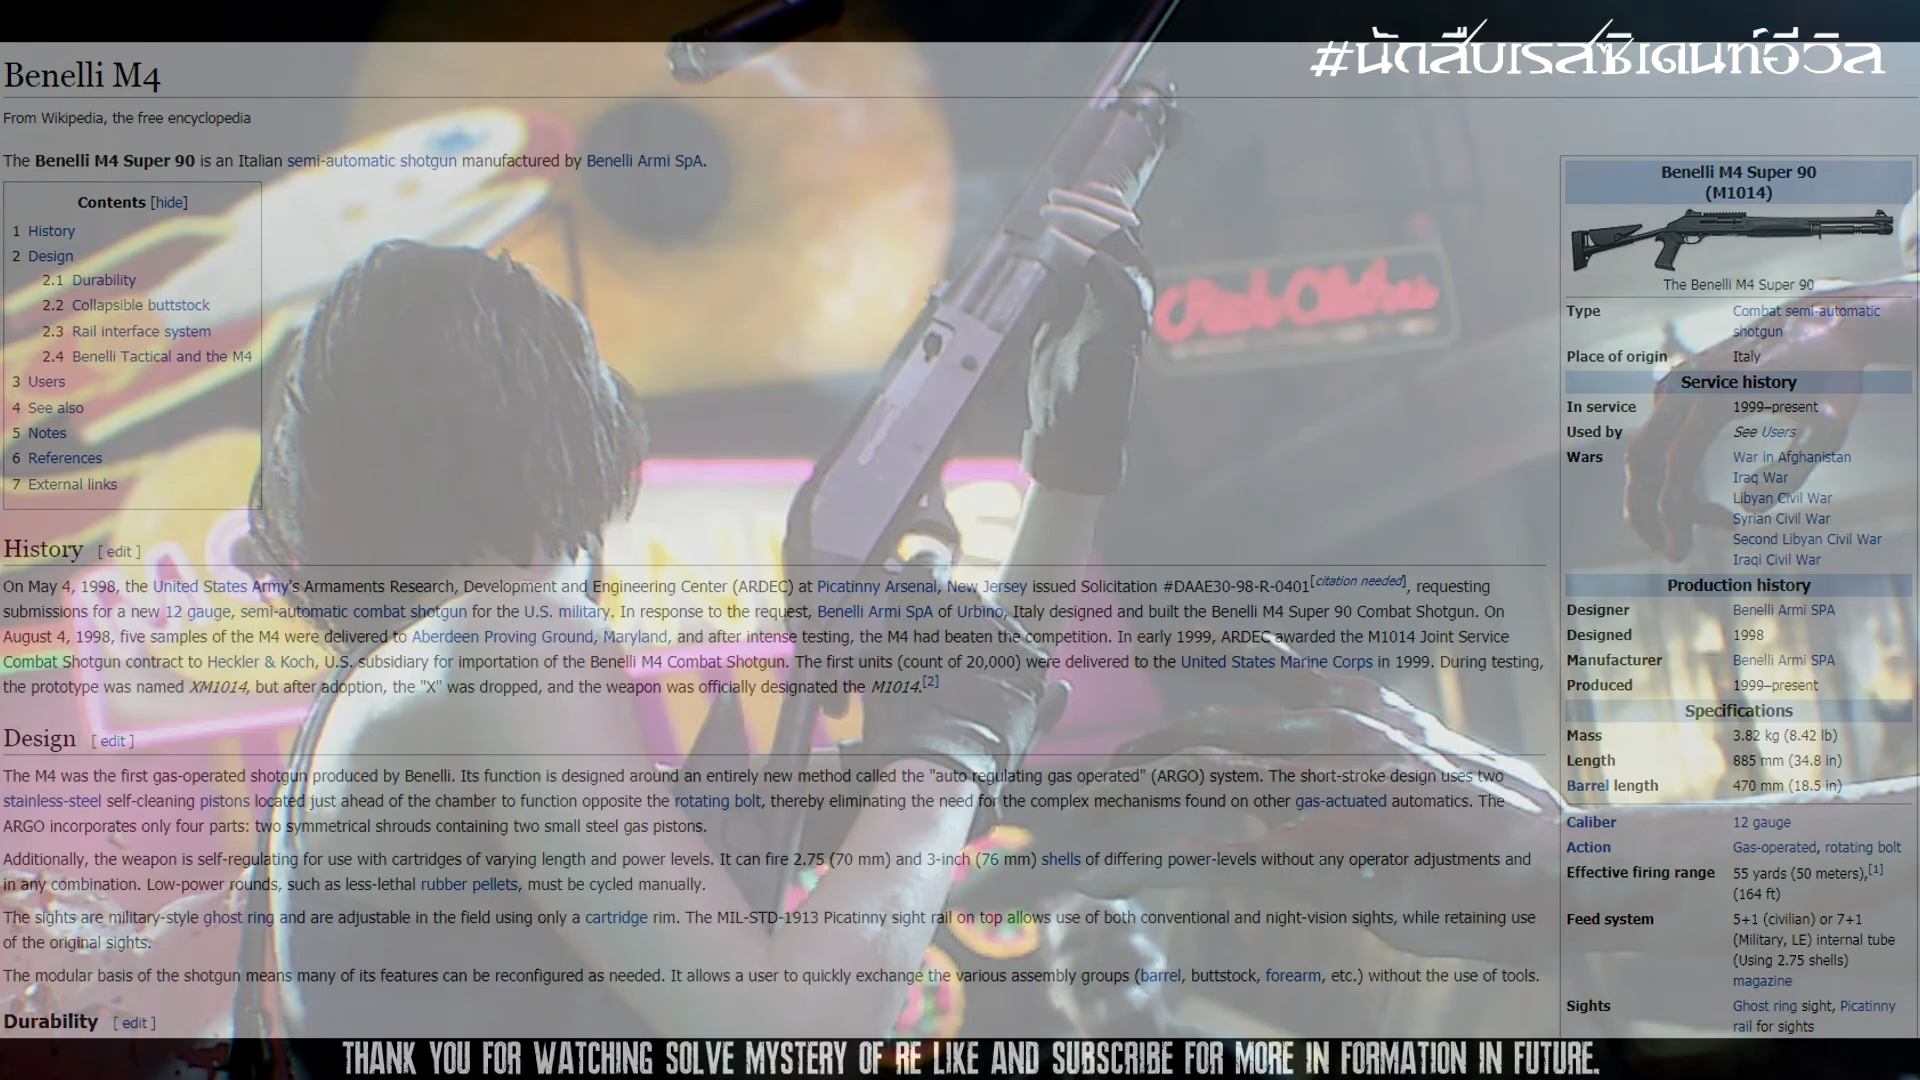 #นักสืบเรสซิเดนท์อีวิล
Benelli M4
From Wikipedia, the free encyclopedia
The Benelli M4 Super 90 is an Italian semi-automatic shotgun manufactured by Benelli Armi SpA.
Contents [hide]
1 History
2 Design
2.1 Durability
2.2 Collapsible buttstock
2.3 Rail interface system
2.4 Benelli Tactical and the M4
3 Users
4 See also
5 Notes
6 References
7 External links
History [ edit ]
On May 4, 1998, the United States Army's Armaments Research, Development and Engineering Center (ARDEC) at Picatinny Arsenal, New Jersey issued Solicitation #DAAE30-98-R-0401[citation needed], requesting
submissions for a new 12 gauge, semi-automatic combat shotgun for the U.S. military. In response to the request, Benelli Armi SpA of Urbino, Italy designed and built the Benelli M4 Super 90 Combat Shotgun. On
August 4, 1998, five samples of the M4 were delivered to Aberdeen Proving Ground, Maryland, and after intense testing, the M4 had beaten the competition. In early 1999, ARDEC awarded the M1014 Joint Service
Combat Shotgun contract to Heckler & Koch, U.S. subsidiary for importation of the Benelli M4 Combat Shotgun. The first units (count of 20,000) were delivered to the United States Marine Corps in 1999. During testing,
the prototype was named XM1014, but after adoption, the "X" was dropped, and the weapon was officially designated the M1014.[2]
Design [ edit ]
The M4 was the first gas-operated shotgun produced by Benelli. Its function is designed around an entirely new method called the "auto regulating gas operated" (ARGO) system. The short-stroke design uses two
stainless-steel self-cleaning pistons located just ahead of the chamber to function opposite the rotating bolt, thereby eliminating the need for the complex mechanisms found on other gas-actuated automatics. The
ARGO incorporates only four parts: two symmetrical shrouds containing two small steel gas pistons.
Additionally, the weapon is self-regulating for use with cartridges of varying length and power levels. It can fire 2.75 (70 mm) and 3-inch (76 mm) shells of differing power-levels without any operator adjustments and
in any combination. Low-power rounds, such as less-lethal rubber pellets, must be cycled manually.
The sights are military-style ghost ring and are adjustable in the field using only a cartridge rim. The MIL-STD-1913 Picatinny sight rail on top allows use of both conventional and night-vision sights, while retaining use
of the original sights.
The modular basis of the shotgun means many of its features can be reconfigured as needed. It allows a user to quickly exchange the various assembly groups (barrel, buttstock, forearm, etc.) without the use of tools.
Durability [ edit ]
Benelli M4 Super 90
(M1014)
The Benelli M4 Super 90
Type Combat semi-automatic
shotgun
Place of origin Italy
Service history
In service 1999–present
Used by See Users
Wars War in Afghanistan
Iraq War
Libyan Civil War
Syrian Civil War
Second Libyan Civil War
Iraqi Civil War
Production history
Designer Benelli Armi SPA
Designed 1998
Manufacturer Benelli Armi SPA
Produced 1999–present
Specifications
Mass 3.82 kg (8.42 lb)
Length 885 mm (34.8 in)
Barrel length 470 mm (18.5 in)
Caliber 12 gauge
Action Gas-operated, rotating bolt
Effective firing range 55 yards (50 meters),[1]
(164 ft)
Feed system 5+1 (civilian) or 7+1
(Military, LE) internal tube
(Using 2.75 shells)
magazine
Sights Ghost ring sight, Picatinny
rail for sights
THANK YOU FOR WATCHING SOLVE MYSTERY OF RE LIKE AND SUBSCRIBE FOR MORE IN FORMATION IN FUTURE.